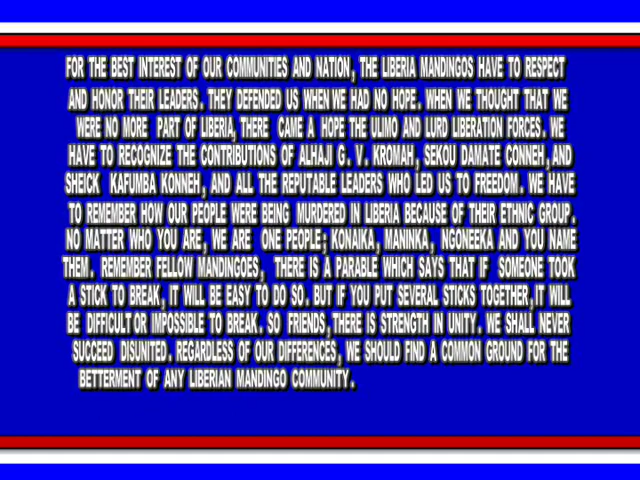 FOR THE BEST INTEREST OF OUR COMMUNITIES AND NATION, THE LIBERIA MANDINGOS HAVE TO RESPECT
AND HONOR THEIR LEADERS. THEY DEFENDED US WHEN WE HAD NO HOPE. WHEN WE THOUGHT THAT WE
WERE NO MORE PART OF LIBERIA, THERE CAME A HOPE THE ULIMO AND LURD LIBERATION FORCES. WE
HAVE TO RECOGNIZE THE CONTRIBUTIONS OF ALHAJI G. V. KROMAH, SEKOU DAMATE CONNEH, AND
SHEICK KAFUMBA KONNEH, AND ALL THE REPUTABLE LEADERS WHO LED US TO FREEDOM. WE HAVE
TO REMEMBER HOW OUR PEOPLE WERE BEING MURDERED IN LIBERIA BECAUSE OF THEIR ETHNIC GROUP.
NO MATTER WHO YOU ARE, WE ARE ONE PEOPLE; KONAIKA, MANINKA, NGONEEKA AND YOU NAME
THEM. REMEMBER FELLOW MANDINGOES, THERE IS A PARABLE WHICH SAYS THAT IF SOMEONE TOOK
A STICK TO BREAK, IT WILL BE EASY TO DO SO. BUT IF YOU PUT SEVERAL STICKS TOGETHER, IT WILL
BE DIFFICULT OR IMPOSSIBLE TO BREAK. SO FRIENDS, THERE IS STRENGTH IN UNITY. WE SHALL NEVER
SUCCEED DISUNITED. REGARDLESS OF OUR DIFFERENCES, WE SHOULD FIND A COMMON GROUND FOR THE
BETTERMENT OF ANY LIBERIAN MANDINGO COMMUNITY.